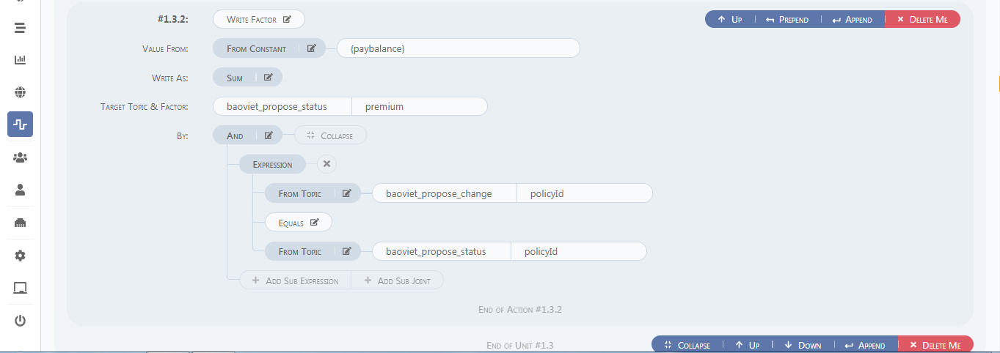 #1.3.2: Write Factor Up Prepend Append Delete Me
Value From: From Constant {paybalance}
Write As: Sum
Target Topic & Factor: baoviet_propose_status premium
By: And Collapse
Expression
From Topic baoviet_propose_change policyId
Equals
From Topic baoviet_propose_status policyId
Add Sub Expression Add Sub Joint
End of Action #1.3.2
End of Unit #1.3 Collapse Up Down Append Delete Me